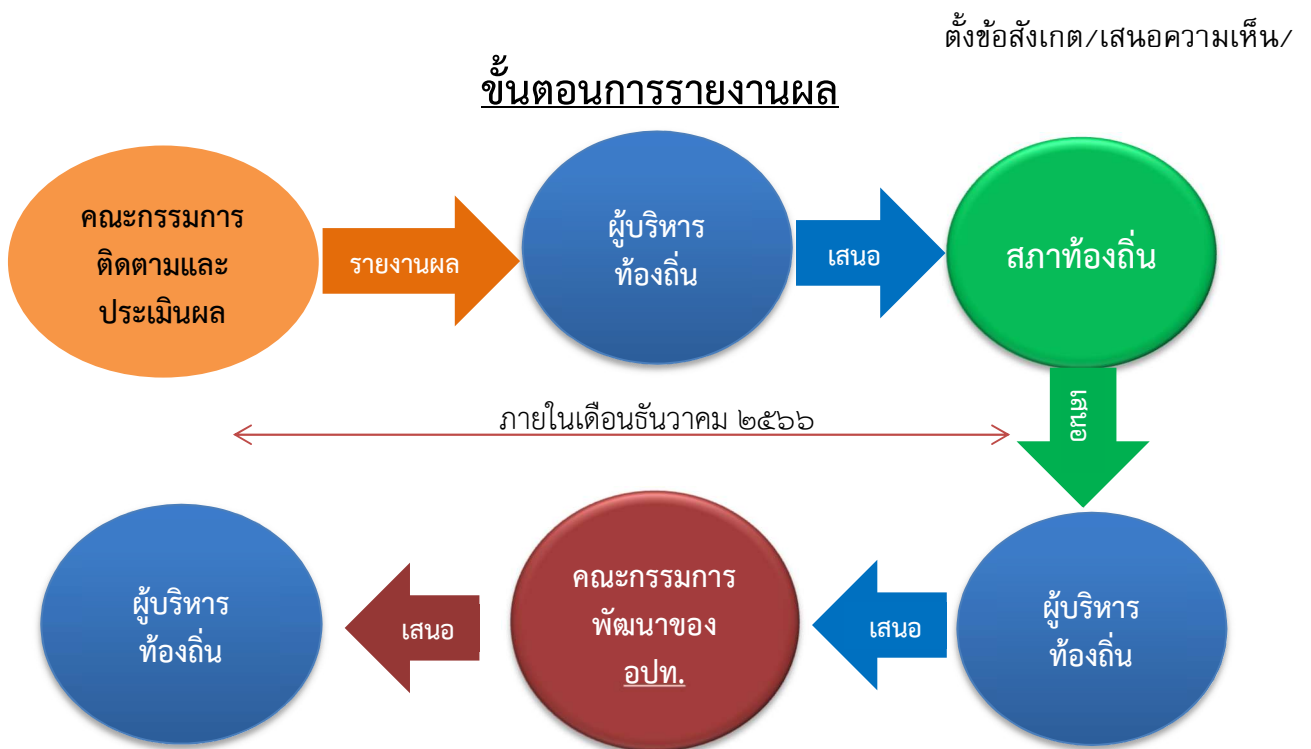 ตั้งข้อสังเกต/เสนอความเห็น/
ขั้นตอนการรายงานผล
คณะกรรมการ
ติดตามและ
ประเมินผล
รายงานผล
ผู้บริหาร
ท้องถิ่น
เสนอ
สภาท้องถิ่น
เสนอ
ภายในเดือนธันวาคม ๒๕๖๖
ผู้บริหาร
ท้องถิ่น
เสนอ
คณะกรรมการ
พัฒนาของ
อปท.
เสนอ
ผู้บริหาร
ท้องถิ่น